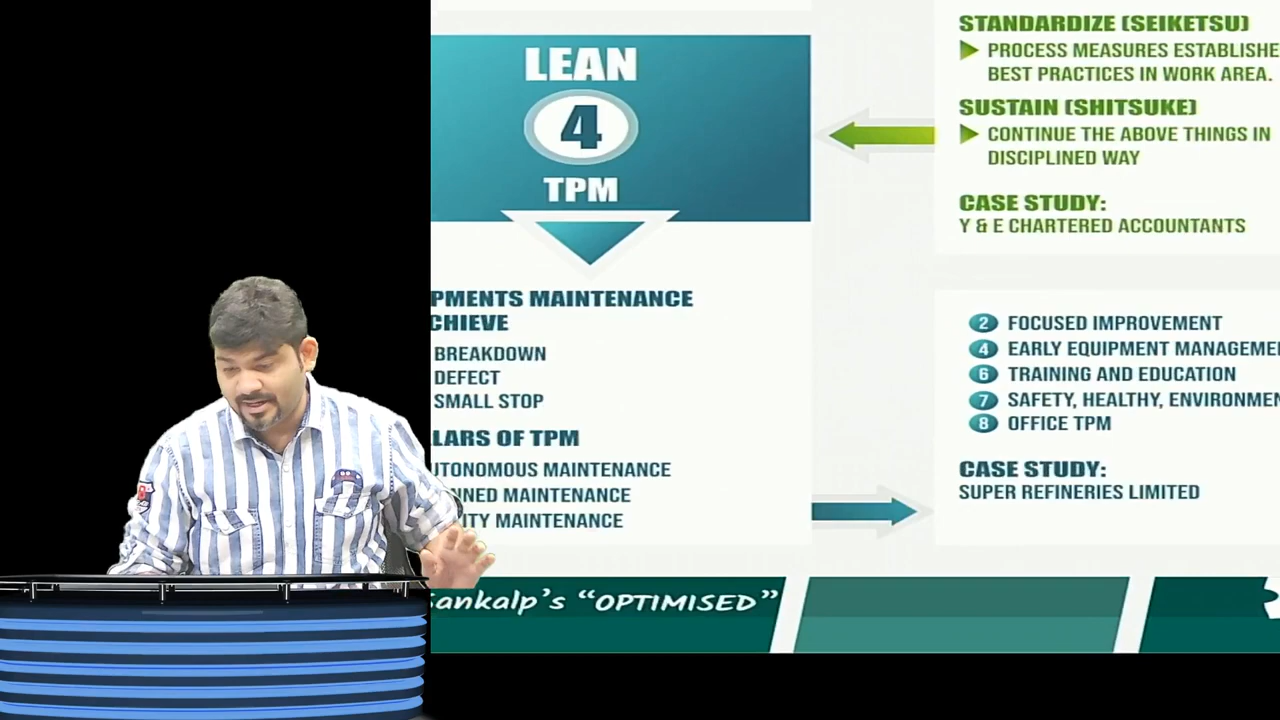 LEAN
4
TPM
PMENTS MAINTENANCE
CHIEVE
BREAKDOWN
DEFECT
SMALL STOP
LARS OF TPM
UTONOMOUS MAINTENANCE
NNED MAINTENANCE
ITY MAINTENANCE
STANDARDIZE (SEIKETSU)
PROCESS MEASURES ESTABLISHE
BEST PRACTICES IN WORK AREA.
SUSTAIN (SHITSUKE)
CONTINUE THE ABOVE THINGS IN
DISCIPLINED WAY
CASE STUDY:
Y & E CHARTERED ACCOUNTANTS
2 FOCUSED IMPROVEMENT
4 EARLY EQUIPMENT MANAGEME
6 TRAINING AND EDUCATION
7 SAFETY, HEALTHY, ENVIRONMEN
8 OFFICE TPM
CASE STUDY:
SUPER REFINERIES LIMITED
Sankalp's "OPTIMISED"